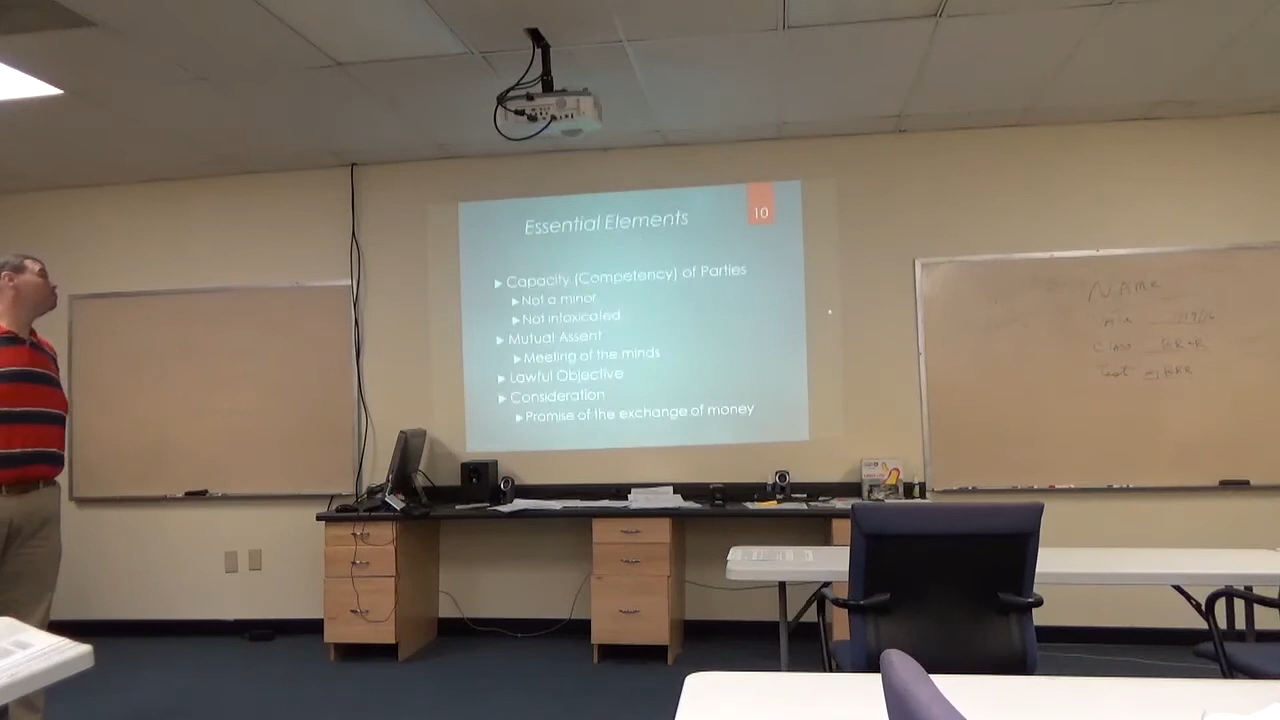 Essential Elements
10
Capacity (Competency) of Parties
Not a minor
Not intoxicated
Mutual Assent
Meeting of the minds
Lawful Objective
Consideration
Promise of the exchange of money
NAME
Class
Test